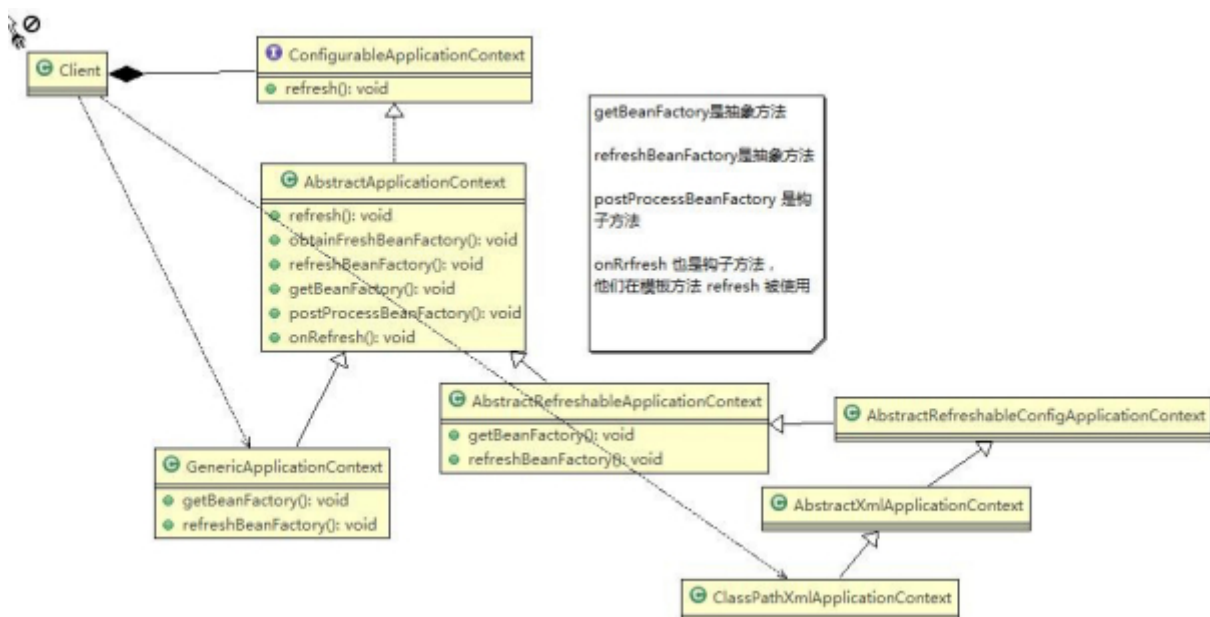 Client
ConfigurableApplicationContext
refresh(): void
AbstractApplicationContext
refresh(): void
obtainFreshBeanFactory(): void
refreshBeanFactory(): void
getBeanFactory(): void
postProcessBeanFactory(): void
onRefresh(): void
getBeanFactory是抽象方法
refreshBeanFactory是抽象方法
postProcessBeanFactory 是钩
子方法
onRrfresh 也是钩子方法，
他们在模板方法 refresh 被使用
AbstractRefreshableApplicationContext
getBeanFactory(): void
refreshBeanFactory(): void
AbstractRefreshableConfigApplicationContext
GenericApplicationContext
getBeanFactory(): void
refreshBeanFactory(): void
AbstractXmlApplicationContext
ClassPathXmlApplicationContext